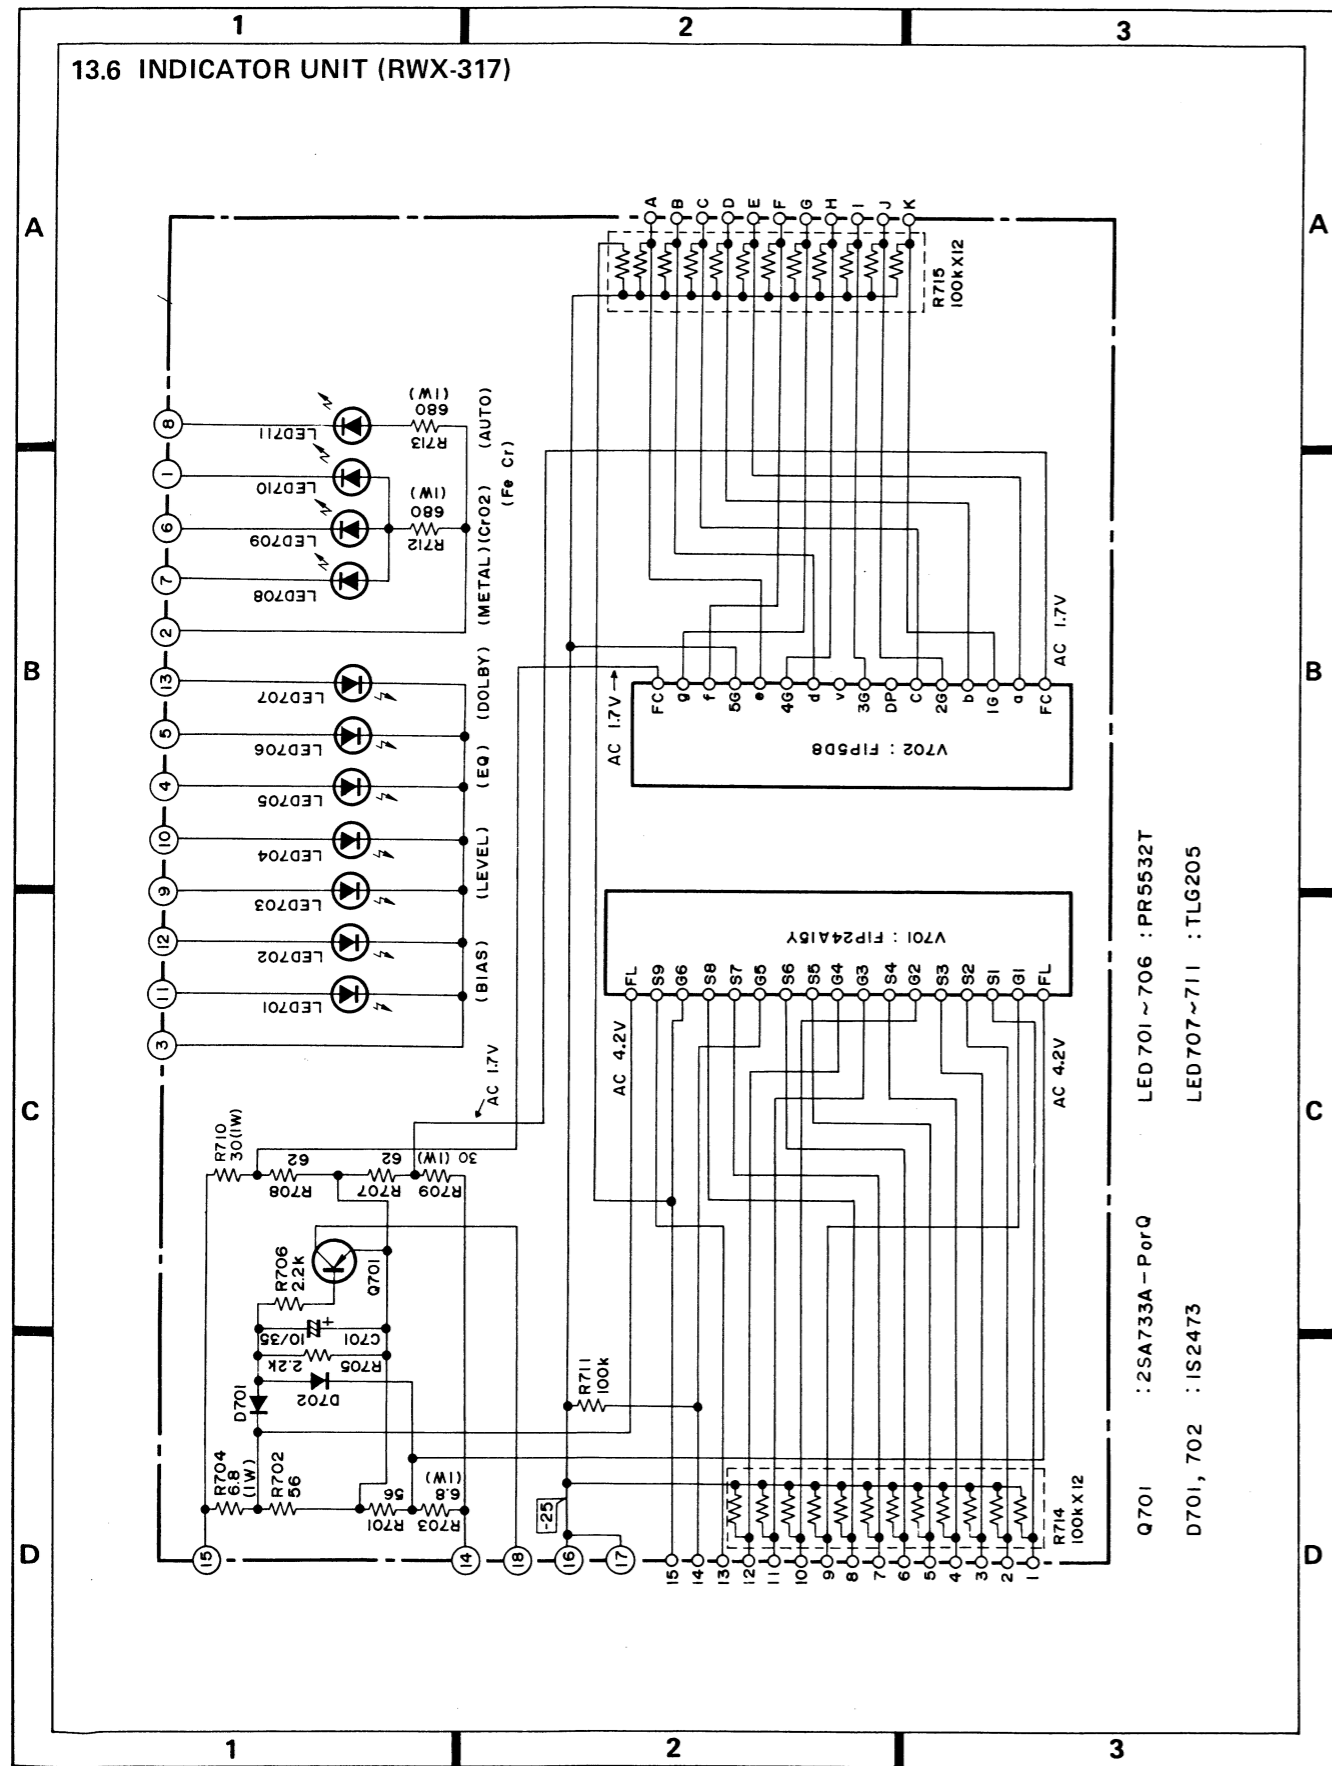 1 2 3
13.6 INDICATOR UNIT (RWX-317)
A A
B B
C C
D D
A B C D E F G H I J K
R715
100k X12
8 LED711 680 (1W) R713 (AUTO)
1 LED710
6 LED709 680 (1W) R712
7 LED708
2
(METAL) (CrO2) (Fe Cr)
13 LED707 (DOLBY)
5 LED706
4 LED705 (EQ)
10 LED704
9 LED703 (LEVEL)
12 LED702
11 LED701 (BIAS)
3
AC 1.7V
AC 1.7V
FC g f 5G e 4G d v 3G DP C 2G b 1G a FC
V702 : FIP5D8
V701 : FIP24A15Y
FL S9 G6 S8 S7 G5 S6 S5 G4 G3 S4 G2 S3 S2 S1 G1 FL
AC 4.2V
AC 4.2V
AC 1.7V
R710
30(1W)
62
R708
62
R707
30 (1W)
R709
R706
2.2k
Q701
10/35
+
C701
2.2k
R705
D701
D702
R711
100k
R704
6.8
(1W)
R702
56
56
R701
6.8
(1W)
R703
-25
R714
100k X12
15 14 18 16 17
15 14 13 12 11 10 9 8 7 6 5 4 3 2 1
LED701~706 : PR5532T
LED707~711 : TLG205
Q701 : 2SA733A-PorQ
D701, 702 : 1S2473
1 2 3